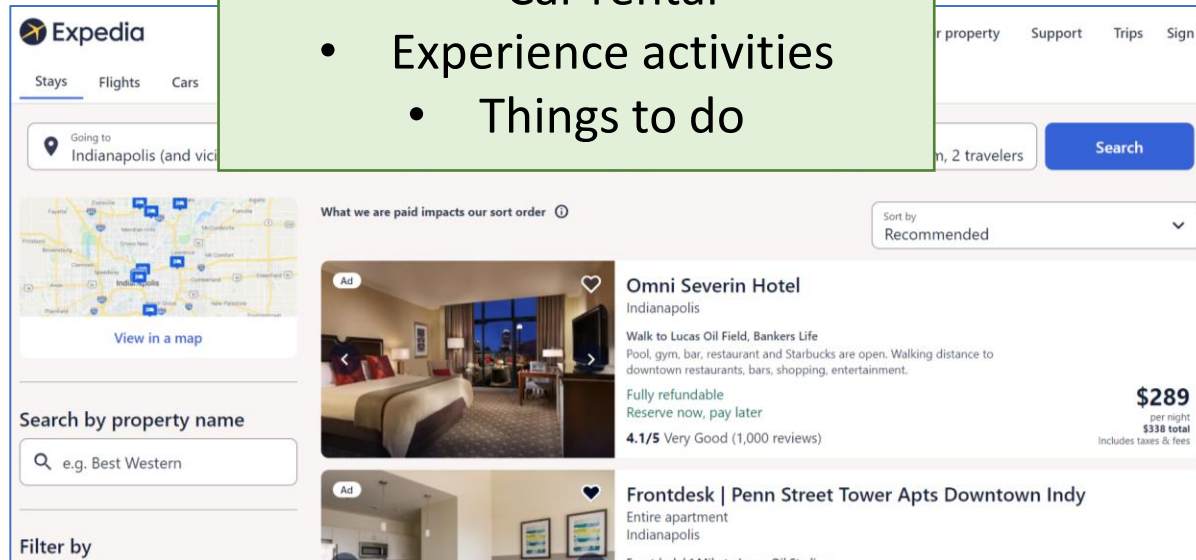 Car rental
• Experience activities
• Things to do
Expedia
r property Support Trips Sign
Stays Flights Cars
Going to
Indianapolis (and vici
m, 2 travelers
Search
View in a map
Search by property name
e.g. Best Western
Filter by
What we are paid impacts our sort order
Sort by
Recommended
Ad
Omni Severin Hotel
Indianapolis
Walk to Lucas Oil Field, Bankers Life
Pool, gym, bar, restaurant and Starbucks are open. Walking distance to
downtown restaurants, bars, shopping, entertainment.
Fully refundable
Reserve now, pay later
4.1/5 Very Good (1,000 reviews)
$289
per night
$338 total
Includes taxes & fees
Ad
Frontdesk | Penn Street Tower Apts Downtown Indy
Entire apartment
Indianapolis